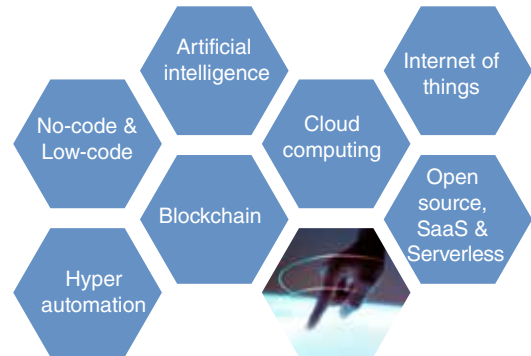 Artificial
intelligence
Internet of
things
No-code &
Low-code
Cloud
computing
Blockchain
Open
source,
SaaS &
Serverless
Hyper
automation